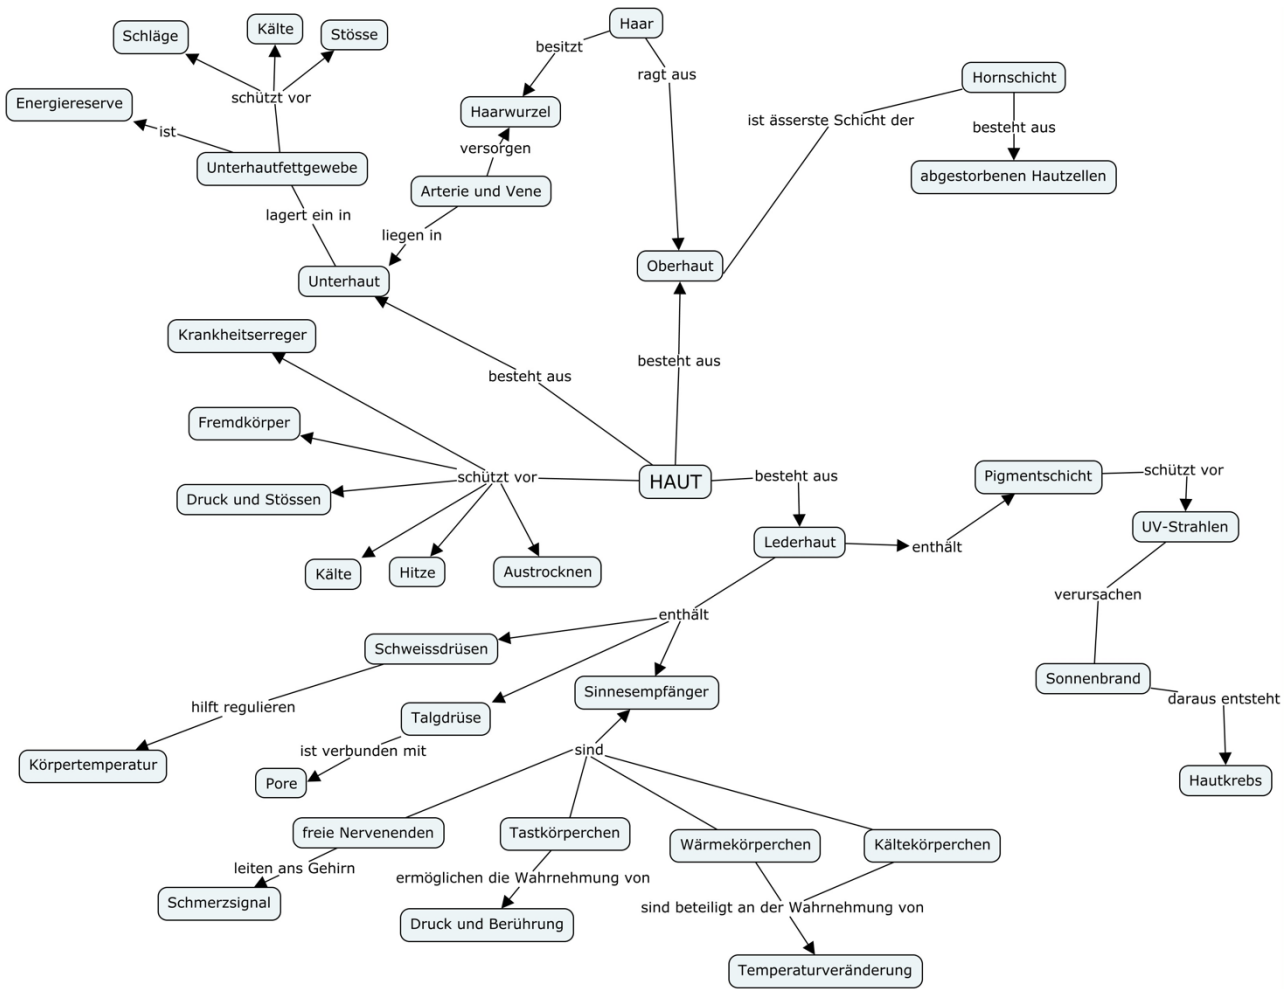 Haar
Kälte
Stösse
Schläge
besitzt
ragt aus
Hornschicht
schützt vor
Energiereserve
Haarwurzel
ist ässerste Schicht der
besteht aus
ist
versorgen
Unterhautfettgewebe
abgestorbenen Hautzellen
Arterie und Vene
lagert ein in
liegen in
Oberhaut
Unterhaut
Krankheitserreger
besteht aus
besteht aus
Fremdkörper
schützt vor
HAUT
besteht aus
Pigmentschicht
schützt vor
Druck und Stössen
UV-Strahlen
Lederhaut
enthält
Kälte
Hitze
Austrocknen
verursachen
enthält
Schweissdrüsen
Sonnenbrand
Sinnesempfänger
daraus entsteht
hilft regulieren
Talgdrüse
ist verbunden mit
sind
Körpertemperatur
Pore
Hautkrebs
freie Nervenenden
Tastkörperchen
Wärmekörperchen
Kältekörperchen
leiten ans Gehirn
ermöglichen die Wahrnehmung von
Schmerzsignal
sind beteiligt an der Wahrnehmung von
Druck und Berührung
Temperaturveränderung